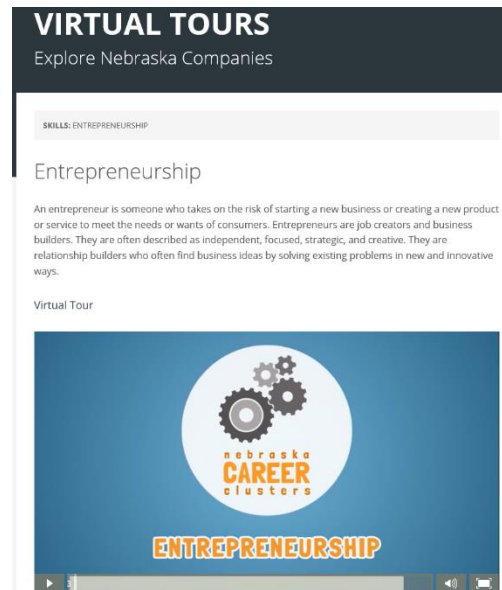 VIRTUAL TOURS
Explore Nebraska Companies
SKILLS: ENTREPRENEURSHIP
Entrepreneurship
An entrepreneur is someone who takes on the risk of starting a new business or creating a new product
or service to meet the needs or wants of consumers. Entrepreneurs are job creators and business
builders. They are often described as independent, focused, strategic, and creative. They are
relationship builders who often find business ideas by solving existing problems in new and innovative
ways.
Virtual Tour
nebraska
CAREER
clusters
ENTREPRENEURSHIP